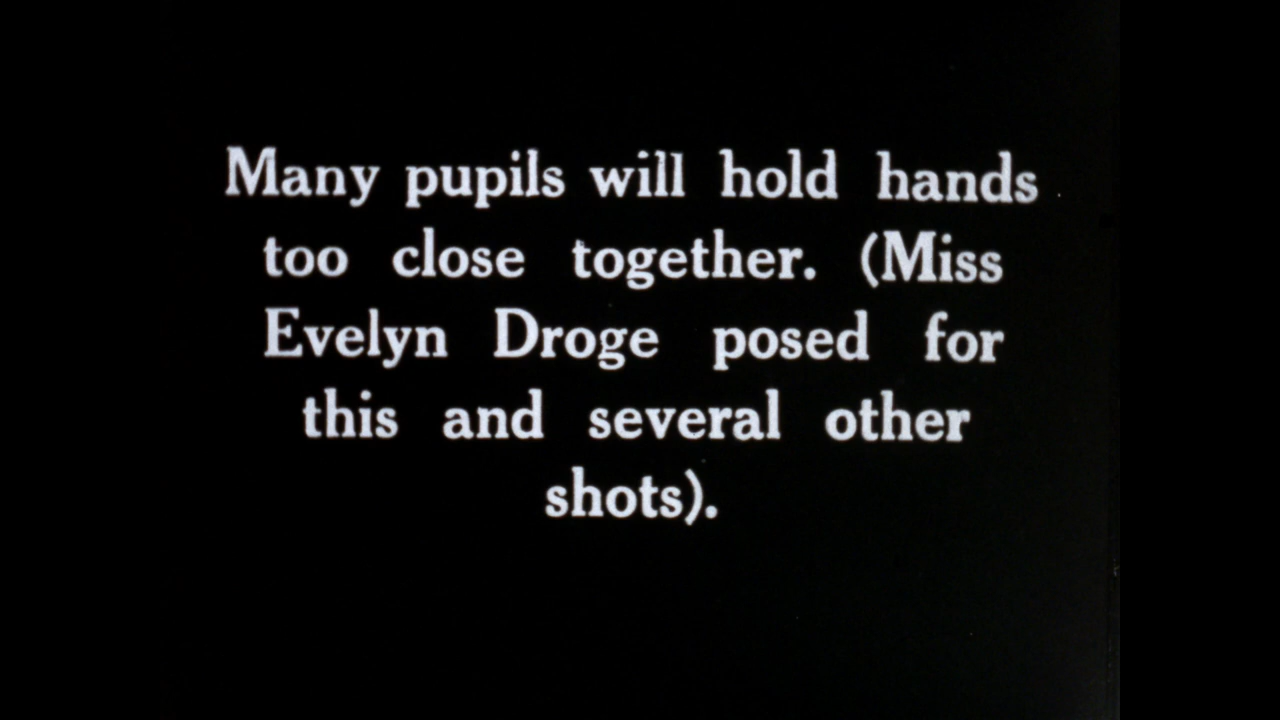 Many pupils will hold hands
too close together. (Miss
Evelyn Droge posed for
this and several other
shots).